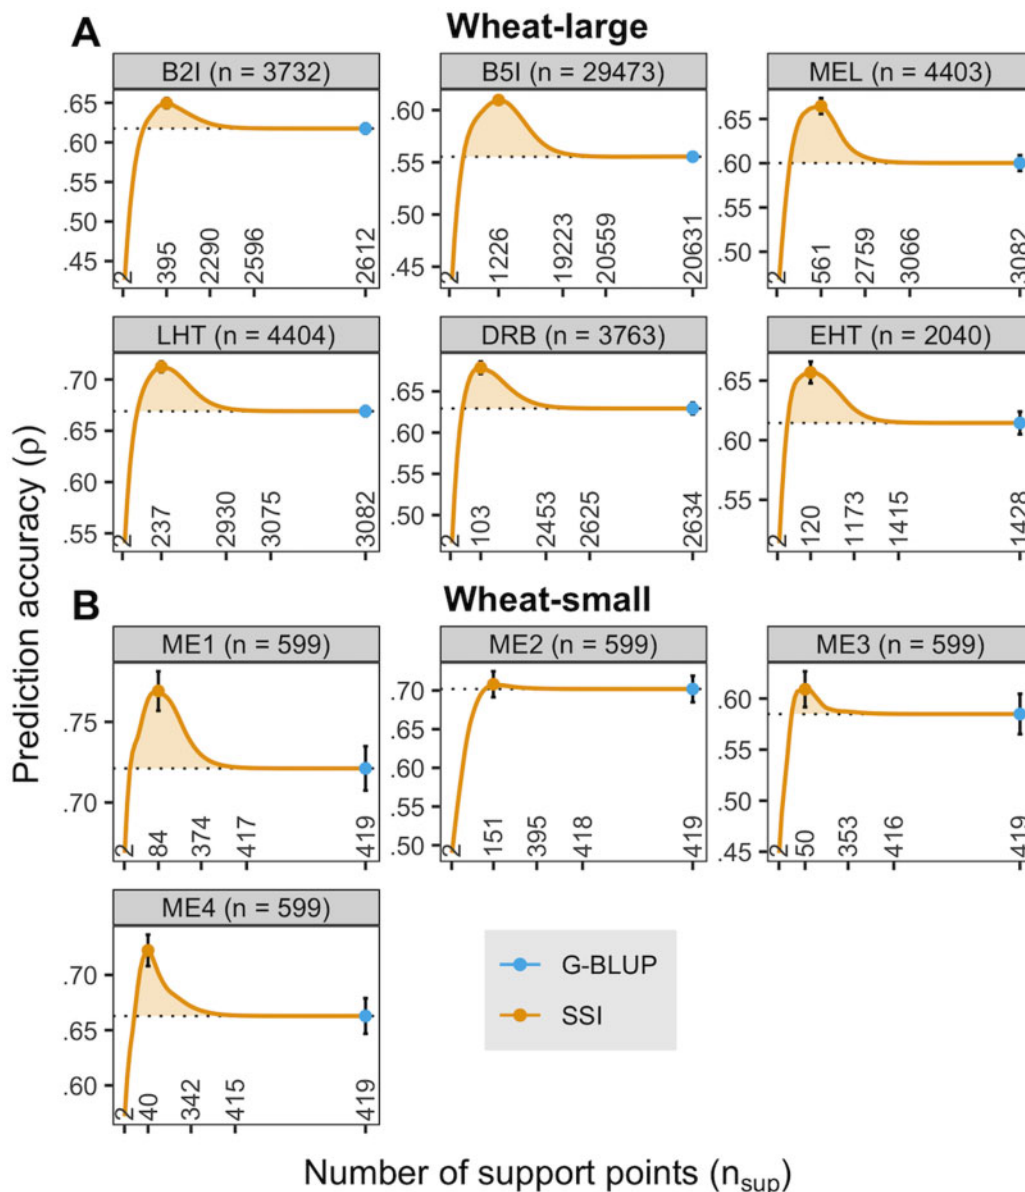 A Wheat-large
B2I (n = 3732) B5I (n = 29473) MEL (n = 4403)
.65
.60
.55
.50
.45
2 395 2290 2596 2612
.60
.55
.50
.45
2 1226 19223 20559 20631
.65
.60
.55
.50
2 561 2759 3066 3082
LHT (n = 4404) DRB (n = 3763) EHT (n = 2040)
.70
.65
.60
.55
2 237 2930 3075 3082
.65
.60
.55
.50
2 103 2453 2625 2634
.65
.60
.55
2 120 1173 1415 1428
B Wheat-small
ME1 (n = 599) ME2 (n = 599) ME3 (n = 599)
.75
.70
2 84 374 417 419
.70
.65
.60
.55
.50
2 151 395 418 419
.60
.55
.50
.45
2 50 353 416 419
ME4 (n = 599)
.70
.65
.60
2 40 342 415 419
G-BLUP
SSI
Prediction accuracy (ρ)
Number of support points (nsup)